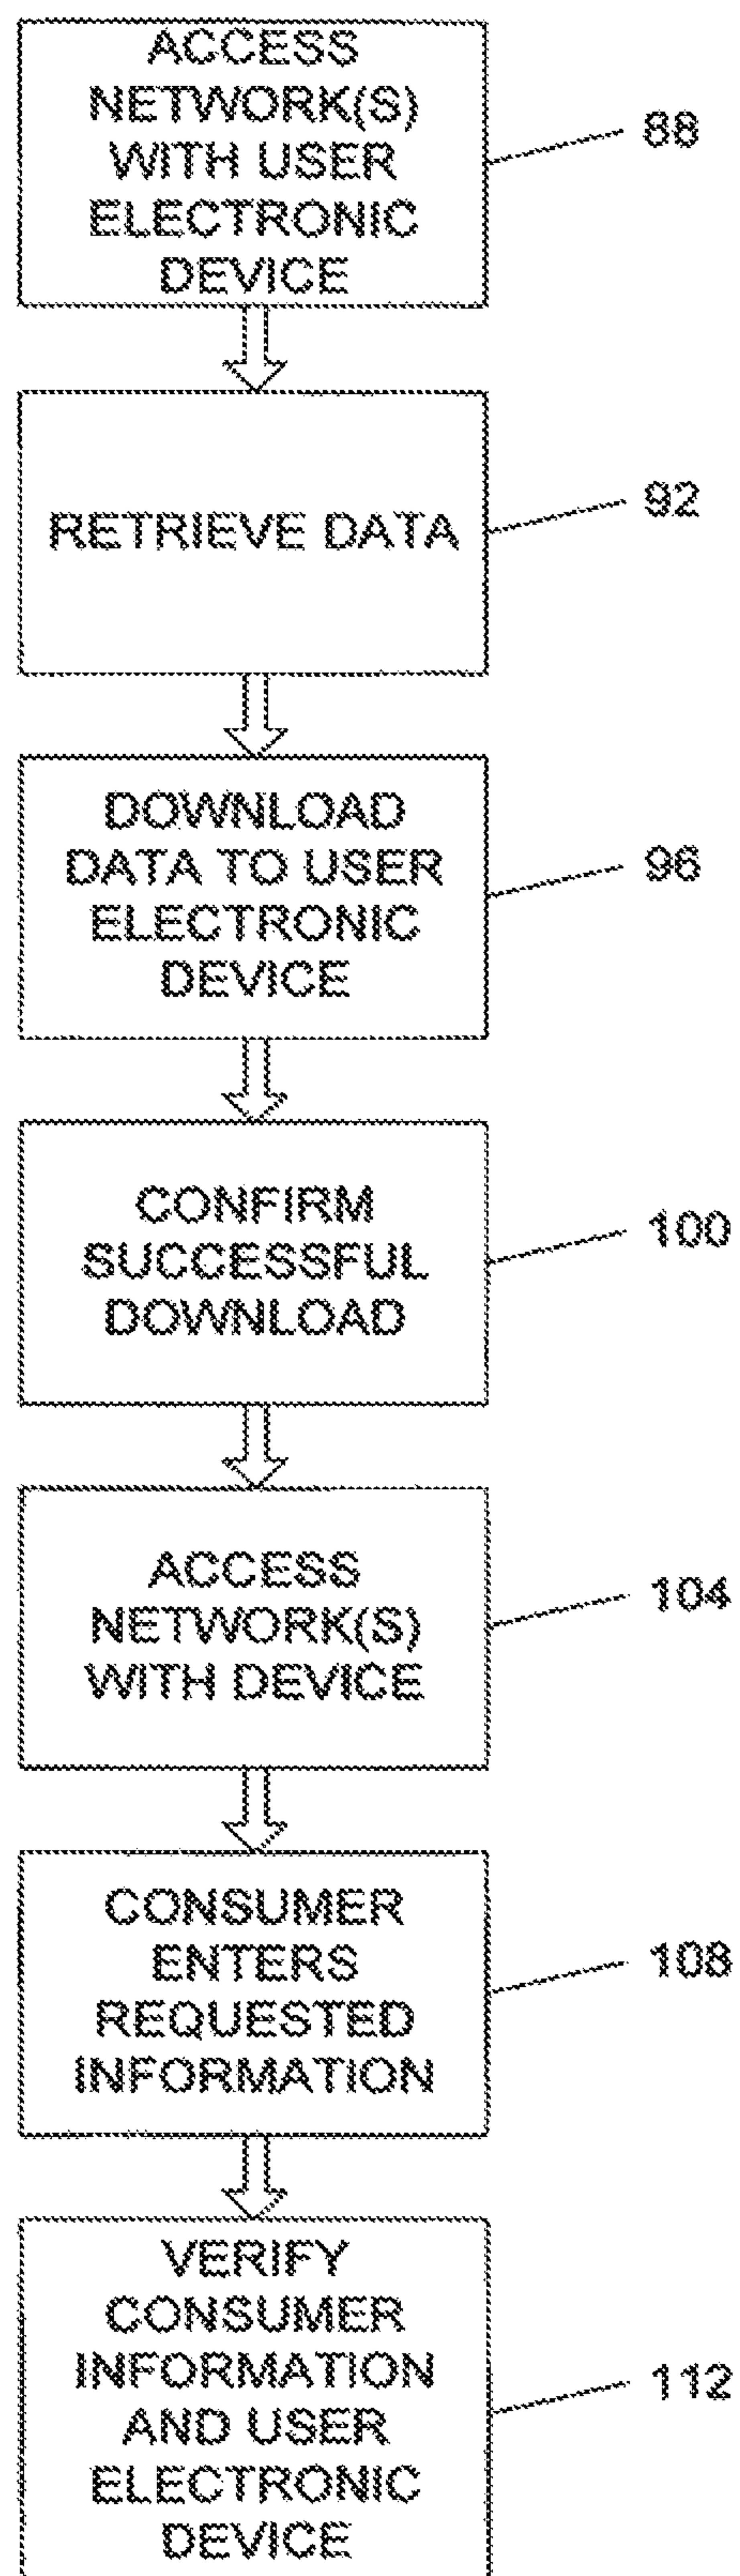 ACCESS
NETWORK(S)
WITH USER
ELECTRONIC
DEVICE
88
RETRIEVE DATA
92
DOWNLOAD
DATA TO USER
ELECTRONIC
DEVICE
96
CONFIRM
SUCCESSFUL
DOWNLOAD
100
ACCESS
NETWORK(S)
WITH DEVICE
104
CONSUMER
ENTERS
REQUESTED
INFORMATION
108
VERIFY
CONSUMER
INFORMATION
AND USER
ELECTRONIC
DEVICE
112